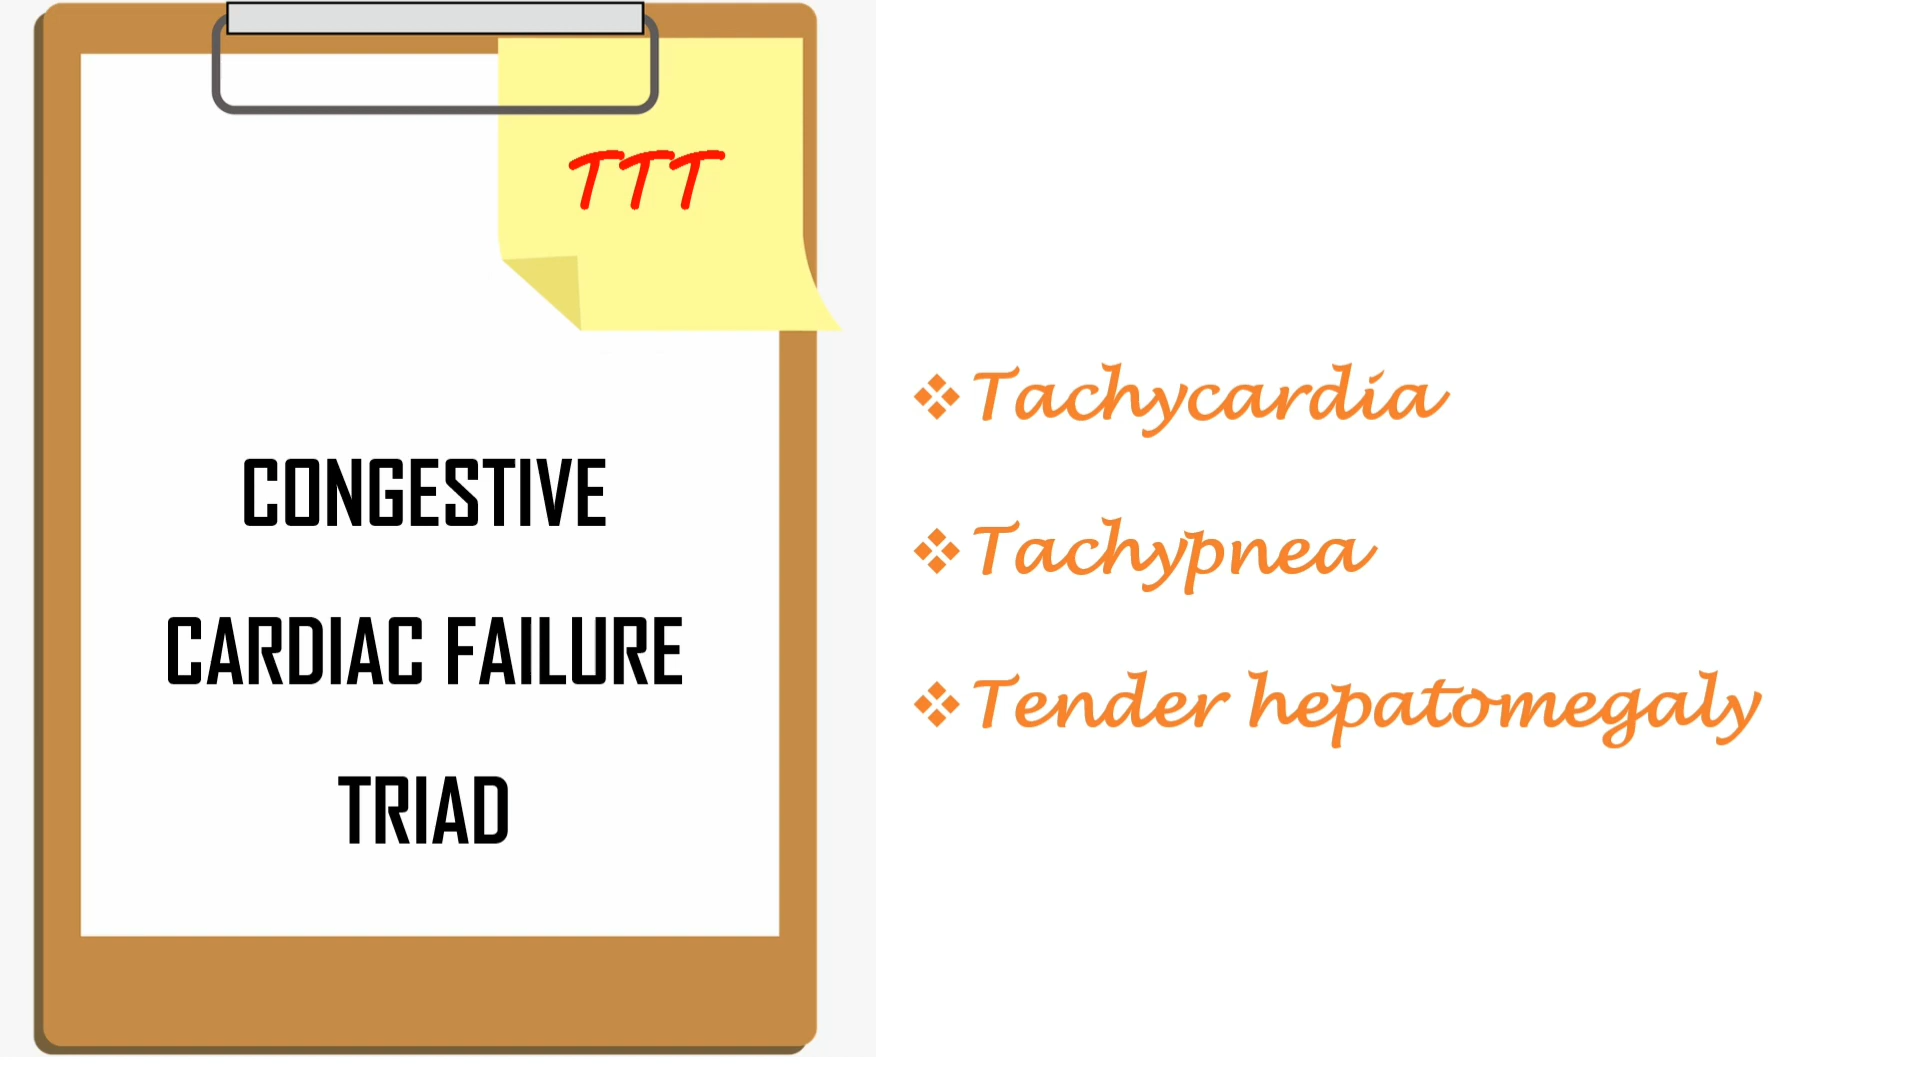 TTT
CONGESTIVE
CARDIAC FAILURE
TRIAD
Tachycardia
Tachypnea
Tender hepatomegaly